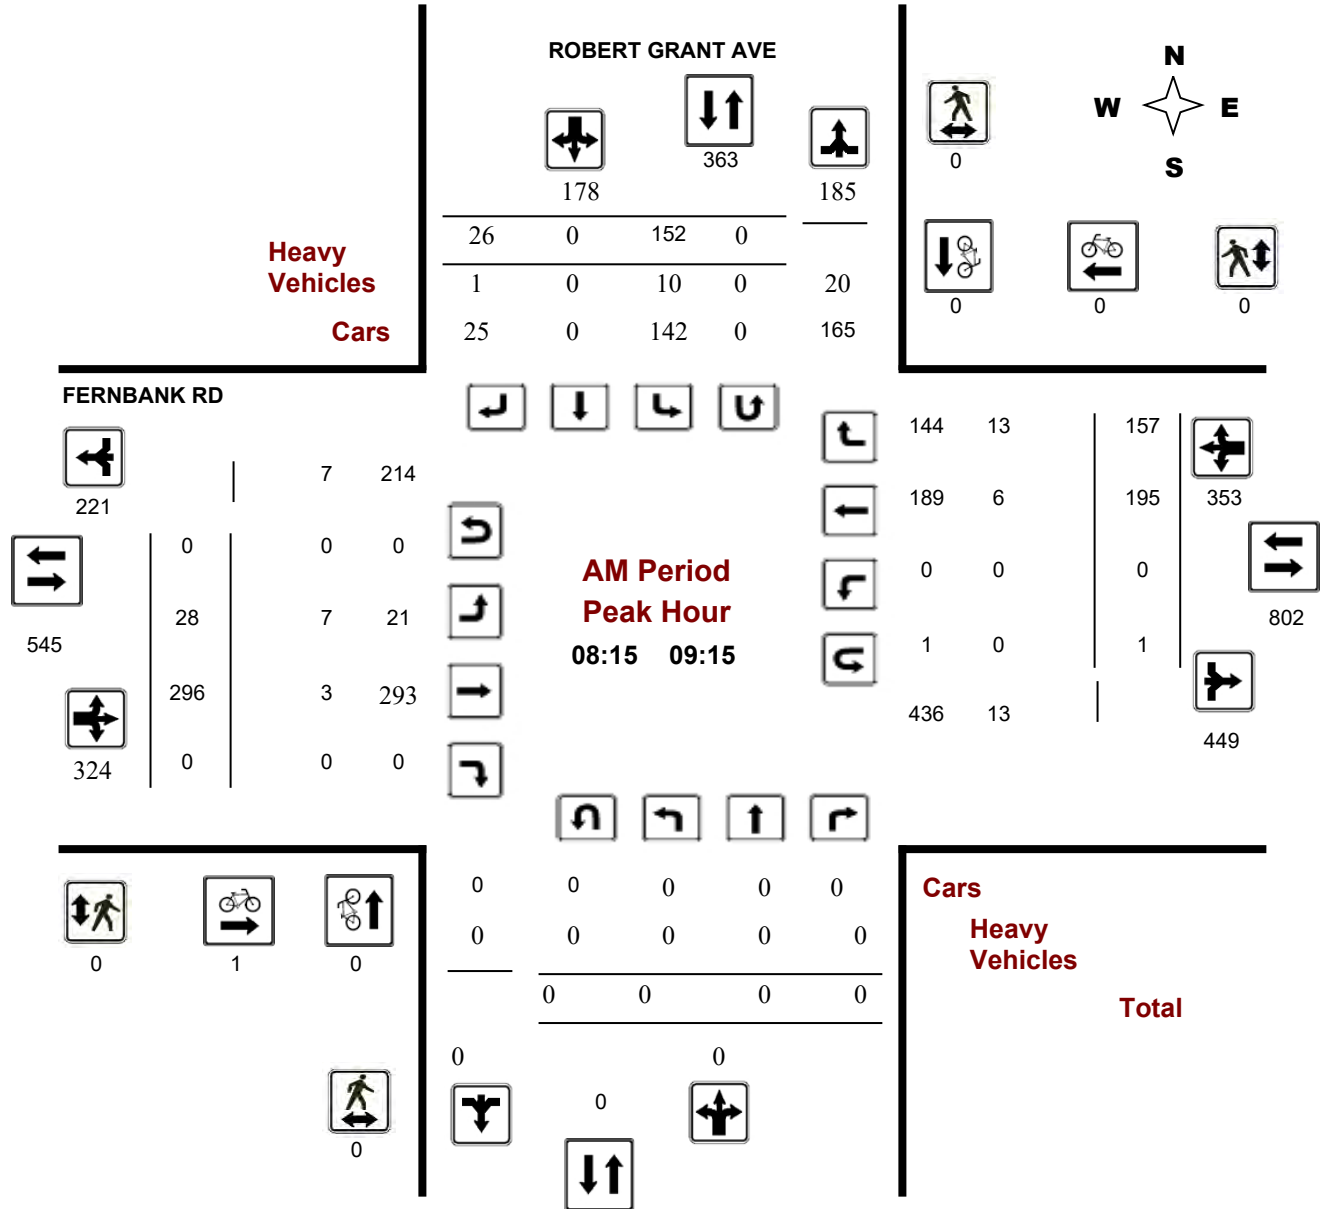 ROBERT GRANT AVE
N
W E
S
363
0
178 185
26 0 152 0
Heavy
Vehicles
1 0 10 0 20
0 0 0
Cars
25 0 142 0 165
FERNBANK RD
144 13 157
7 214
221
189 6 195 353
0 0 0
AM Period
0 0 0
Peak Hour
28 7 21
802
545
08:15 09:15
1 0 1
296 3 293
436 13
449
324 0 0 0
0 0 0 0 0
Cars
0 0 0 0 0
Heavy
Vehicles
0 1 0
0 0 0 0
Total
0 0
0
0